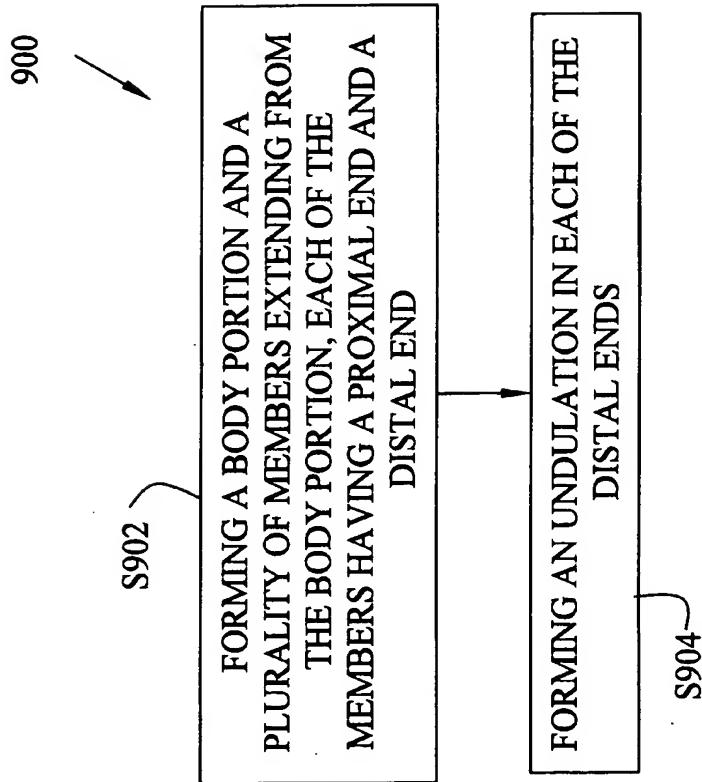 900
S902
FORMING A BODY PORTION AND A
PLURALITY OF MEMBERS EXTENDING FROM
THE BODY PORTION, EACH OF THE
MEMBERS HAVING A PROXIMAL END AND A
DISTAL END
FORMING AN UNDULATION IN EACH OF THE
DISTAL ENDS
S904